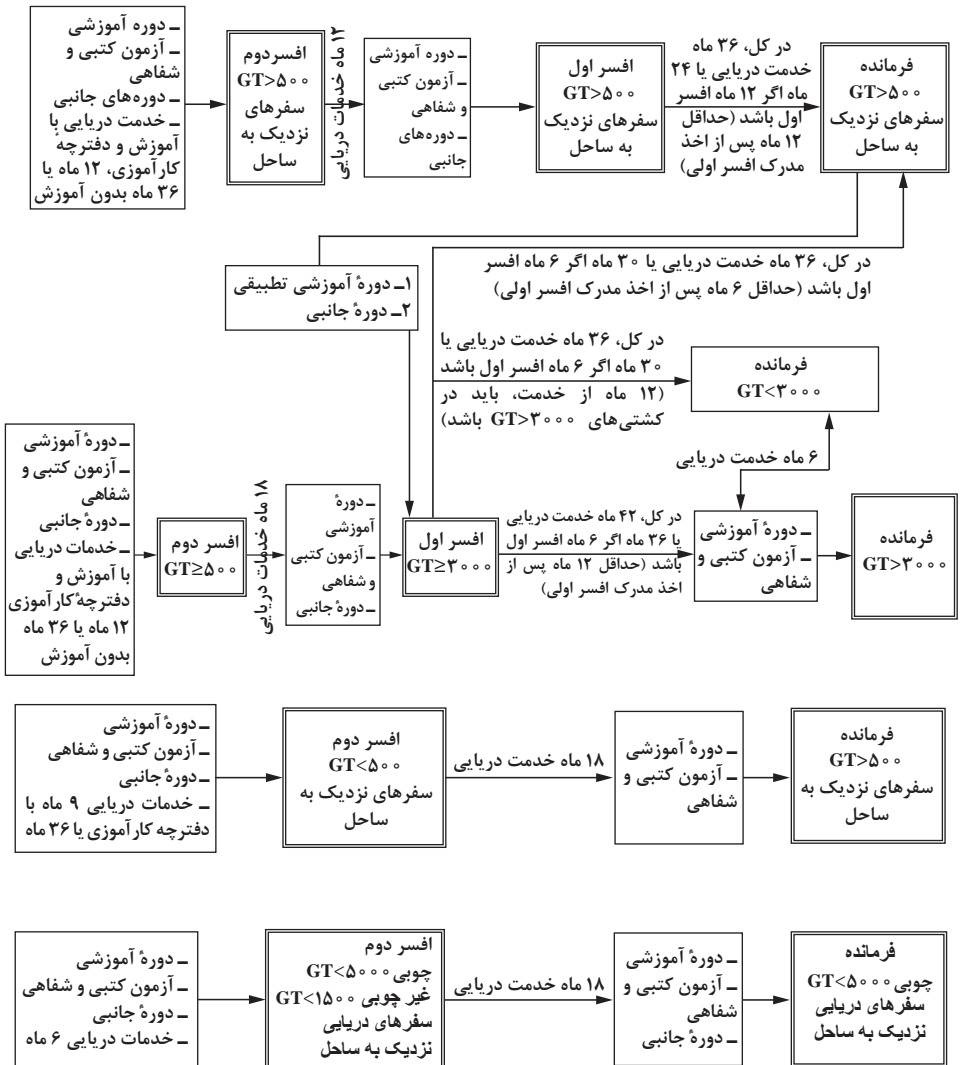 ـ دوره آموزشی
ـ آزمون کتبی و
شفاهی
ـ دوره‌های جانبی
ـ خدمت دریایی با
آموزش و دفترچهٔ
کارآموزی، ۱۲ ماه یا
۳۶ ماه بدون آموزش
افسردوم
GT>۵۰۰
سفرهای
نزدیک به
ساحل
۱۲ ماه خدمات دریایی
ـ دوره آموزشی
ـ آزمون کتبی
و شفاهی
ـ دوره‌های
جانبی
افسر اول
GT>۵۰۰
سفرهای نزدیک
به ساحل
در کل، ۳۶ ماه
خدمت دریایی یا ۲۴
ماه اگر ۱۲ ماه افسر
اول باشد (حداقل
۱۲ ماه پس از اخذ
مدرک افسر اولی)
فرمانده
GT>۵۰۰
سفرهای نزدیک
به ساحل
۱ـ دورهٔ آموزشی تطبیقی
۲ـ دورهٔ جانبی
در کل، ۳۶ ماه خدمت دریایی یا ۳۰ ماه اگر ۶ ماه افسر
اول باشد (حداقل ۶ ماه پس از اخذ مدرک افسر اولی)
در کل، ۳۶ ماه خدمت دریایی یا
۳۰ ماه اگر ۶ ماه افسر اول باشد
(۱۲ ماه از خدمت، باید در
کشتی‌های GT>۳۰۰۰ باشد)
فرمانده
GT<۳۰۰۰
۶ ماه خدمت دریایی
ـ دورهٔ آموزشی
ـ آزمون کتبی و
شفاهی
ـ دورهٔ جانبی
ـ خدمات دریایی
با آموزش و
دفترچهٔ کارآموزی
۱۲ ماه یا ۳۶ ماه
بدون آموزش
افسر دوم
GT≥۵۰۰
۱۸ ماه خدمات دریایی
ـ دورهٔ
آموزشی
ـ آزمون کتبی
و شفاهی
ـ دورهٔ جانبی
افسر اول
GT≥۳۰۰۰
در کل، ۴۲ ماه خدمت دریایی
یا ۳۶ ماه اگر ۶ ماه افسر اول
باشد (حداقل ۱۲ ماه پس از
اخذ مدرک افسر اولی)
ـ دورهٔ آموزشی
ـ آزمون کتبی و
شفاهی
فرمانده
GT>۳۰۰۰
ـ دورهٔ آموزشی
ـ آزمون کتبی و شفاهی
ـ دورهٔ جانبی
ـ خدمات دریایی ۹ ماه با
دفترچه کارآموزی یا ۳۶ ماه
افسر دوم
GT<۵۰۰
سفرهای نزدیک به
ساحل
۱۸ ماه خدمت دریایی
ـ دورهٔ آموزشی
ـ آزمون کتبی و
شفاهی
فرمانده
GT>۵۰۰
سفرهای نزدیک به
ساحل
ـ دورهٔ آموزشی
ـ آزمون کتبی و شفاهی
ـ دورهٔ جانبی
ـ خدمات دریایی ۶ ماه
افسر دوم
چوبی GT<۵۰۰۰
غیر چوبی GT<۱۵۰۰
سفرهای دریایی
نزدیک به ساحل
۱۸ ماه خدمت دریایی
ـ دورهٔ آموزشی
ـ آزمون کتبی و
شفاهی
ـ دورهٔ جانبی
فرمانده
چوبی GT<۵۰۰۰
سفرهای دریایی
نزدیک به ساحل